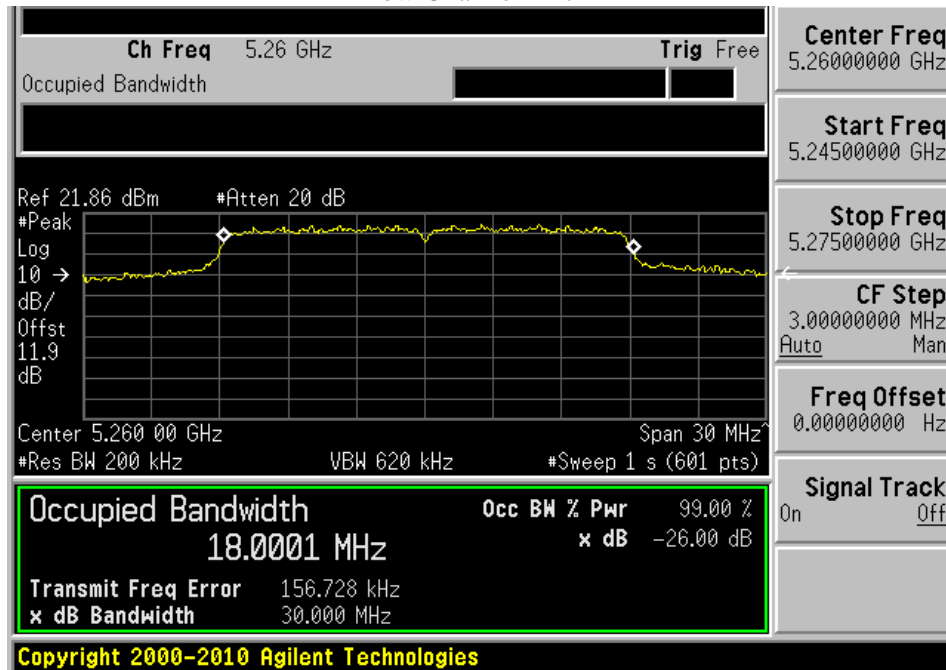 Ch Freq 5.26 GHz Trig Free
Occupied Bandwidth
Ref 21.86 dBm #Atten 20 dB
#Peak
Log
10
dB/
Offst
11.9
dB
Center 5.260 00 GHz Span 30 MHz^
#Res BW 200 kHz VBW 620 kHz #Sweep 1 s (601 pts)
Occupied Bandwidth
18.0001 MHz
Occ BW % Pwr 99.00 %
x dB -26.00 dB
Transmit Freq Error 156.728 kHz
x dB Bandwidth 30.000 MHz
Copyright 2000-2010 Agilent Technologies
Center Freq
5.26000000 GHz
Start Freq
5.24500000 GHz
Stop Freq
5.27500000 GHz
CF Step
3.00000000 MHz
Auto Man
Freq Offset
0.00000000 Hz
Signal Track
On Off